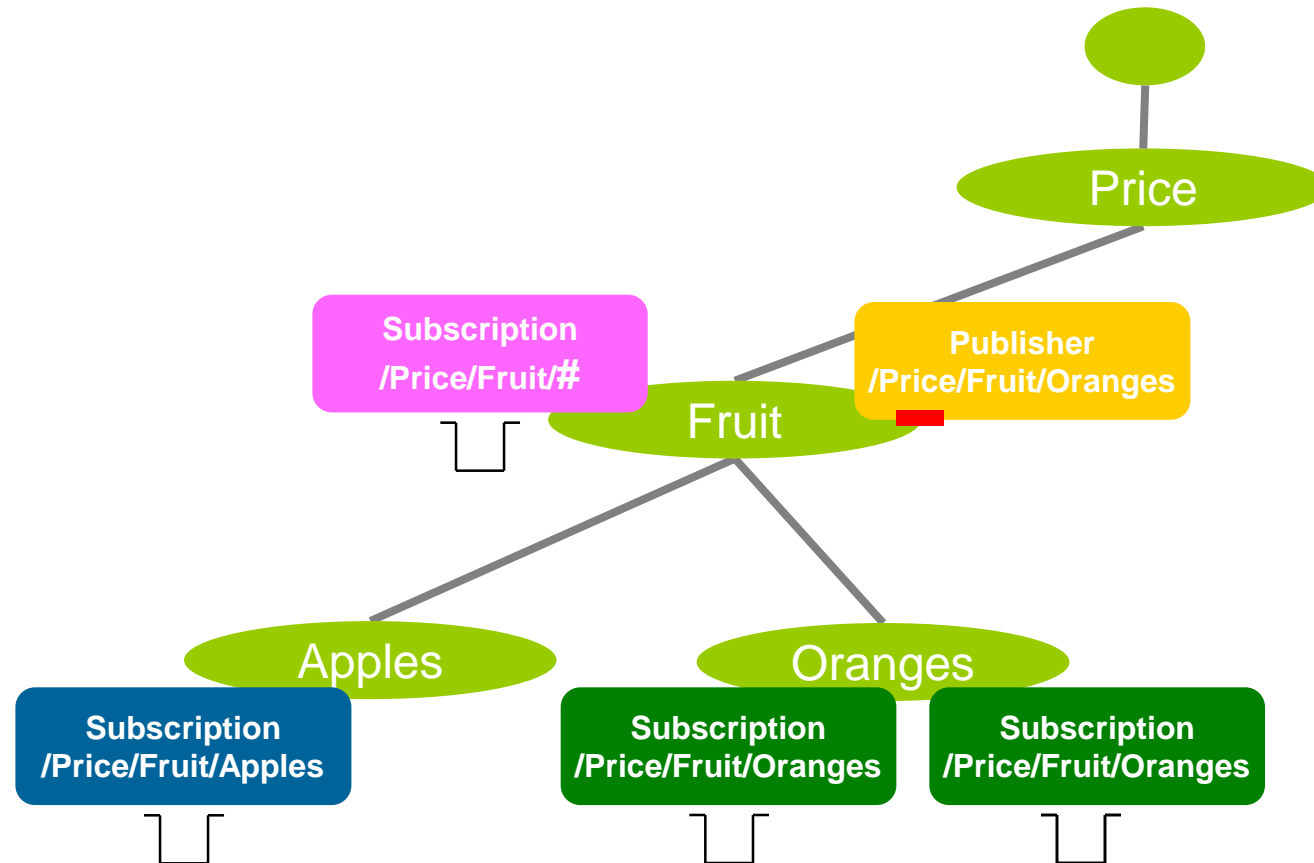 Price
Subscription
/Price/Fruit/#
Publisher
/Price/Fruit/Oranges
Fruit
Apples
Oranges
Subscription
/Price/Fruit/Apples
Subscription
/Price/Fruit/Oranges
Subscription
/Price/Fruit/Oranges